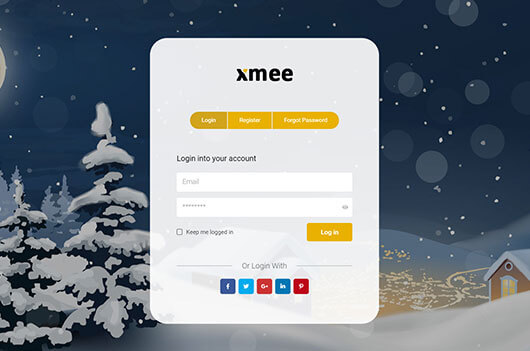 xmee
Login Register Forgot Password
Login into your account
Email
********
Keep me logged in
Log in
Or Login With
f
G+
in